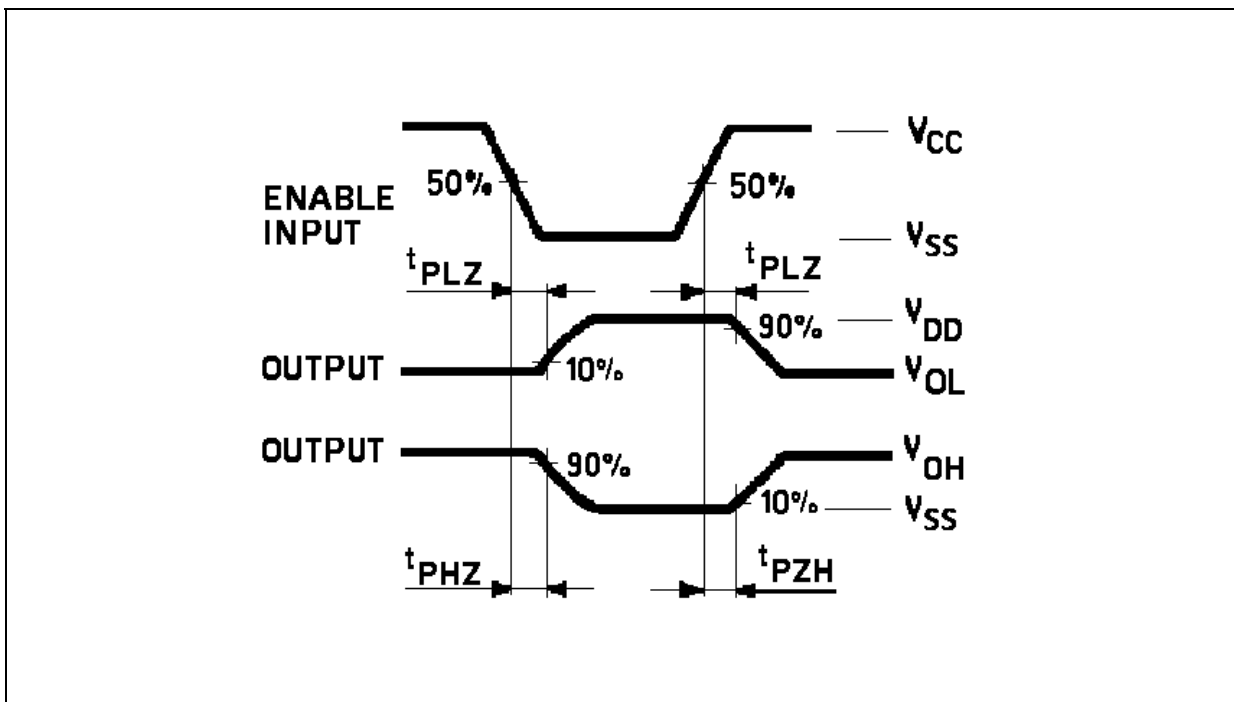 VCC
50%
50%
ENABLE
INPUT
VSS
tPLZ
tPLZ
VDD
90%
10%
OUTPUT
VOL
OUTPUT
VOH
90%
10%
VSS
tPHZ
tPZH